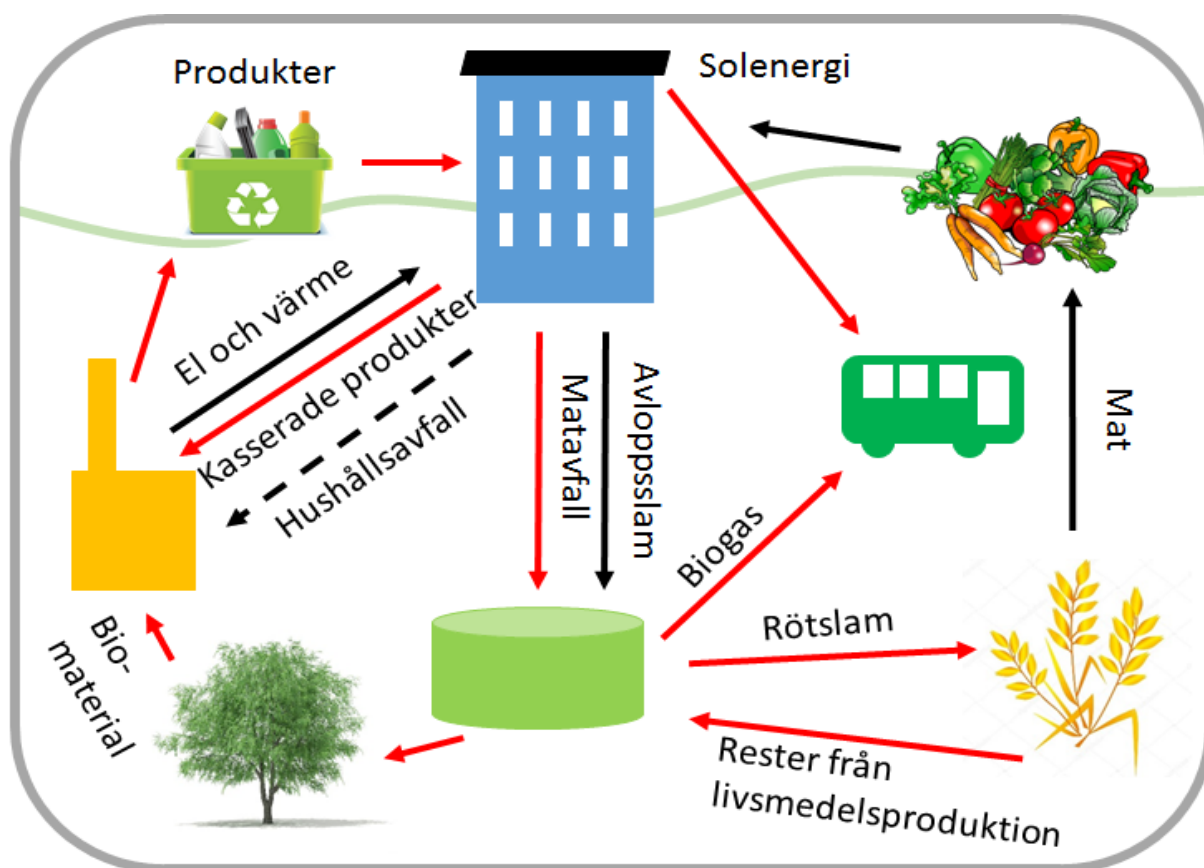 Produkter
Solenergi
El och värme
Kasserade produkter
Hushållsavfall
Matavfall
Avloppsslam
Mat
Biogas
Rötslam
Bio-
material
Rester från
livsmedelsproduktion